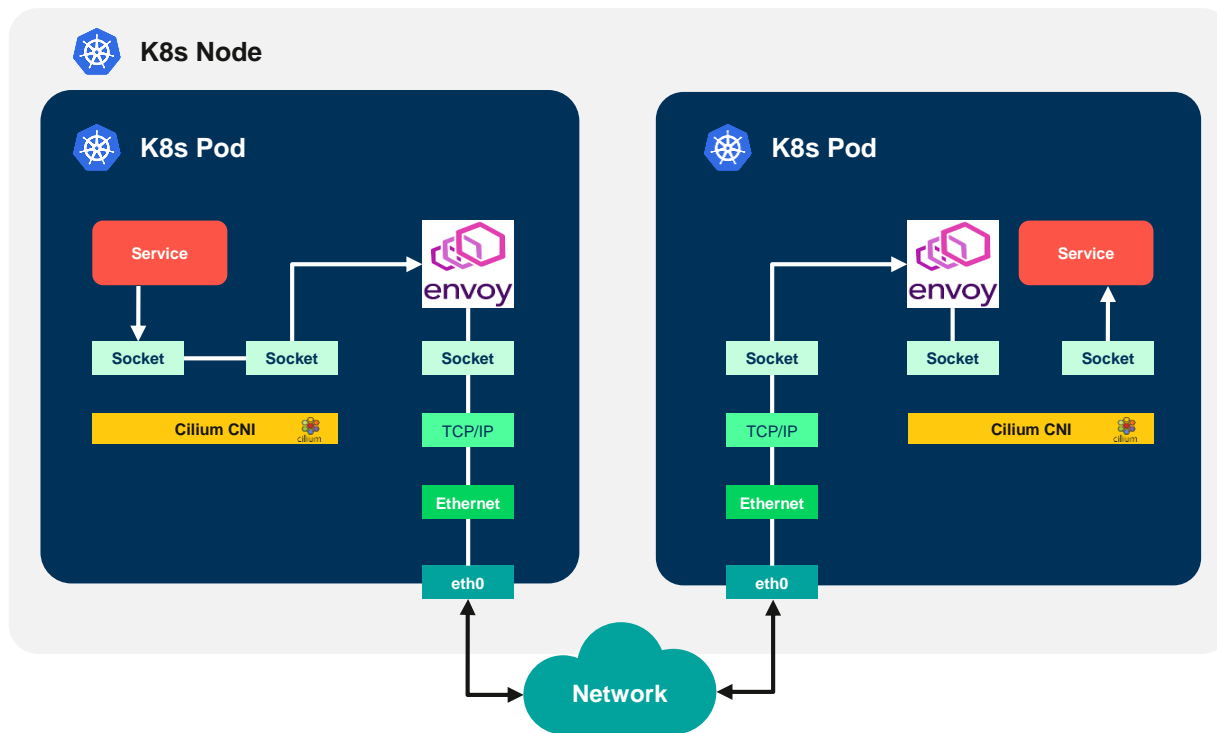 K8s Node
K8s Pod
Service
envoy
Socket
Socket
Socket
Cilium CNI
cilium
TCP/IP
Ethernet
eth0
K8s Pod
envoy
Service
Socket
Socket
Socket
TCP/IP
Cilium CNI
cilium
Ethernet
eth0
Network